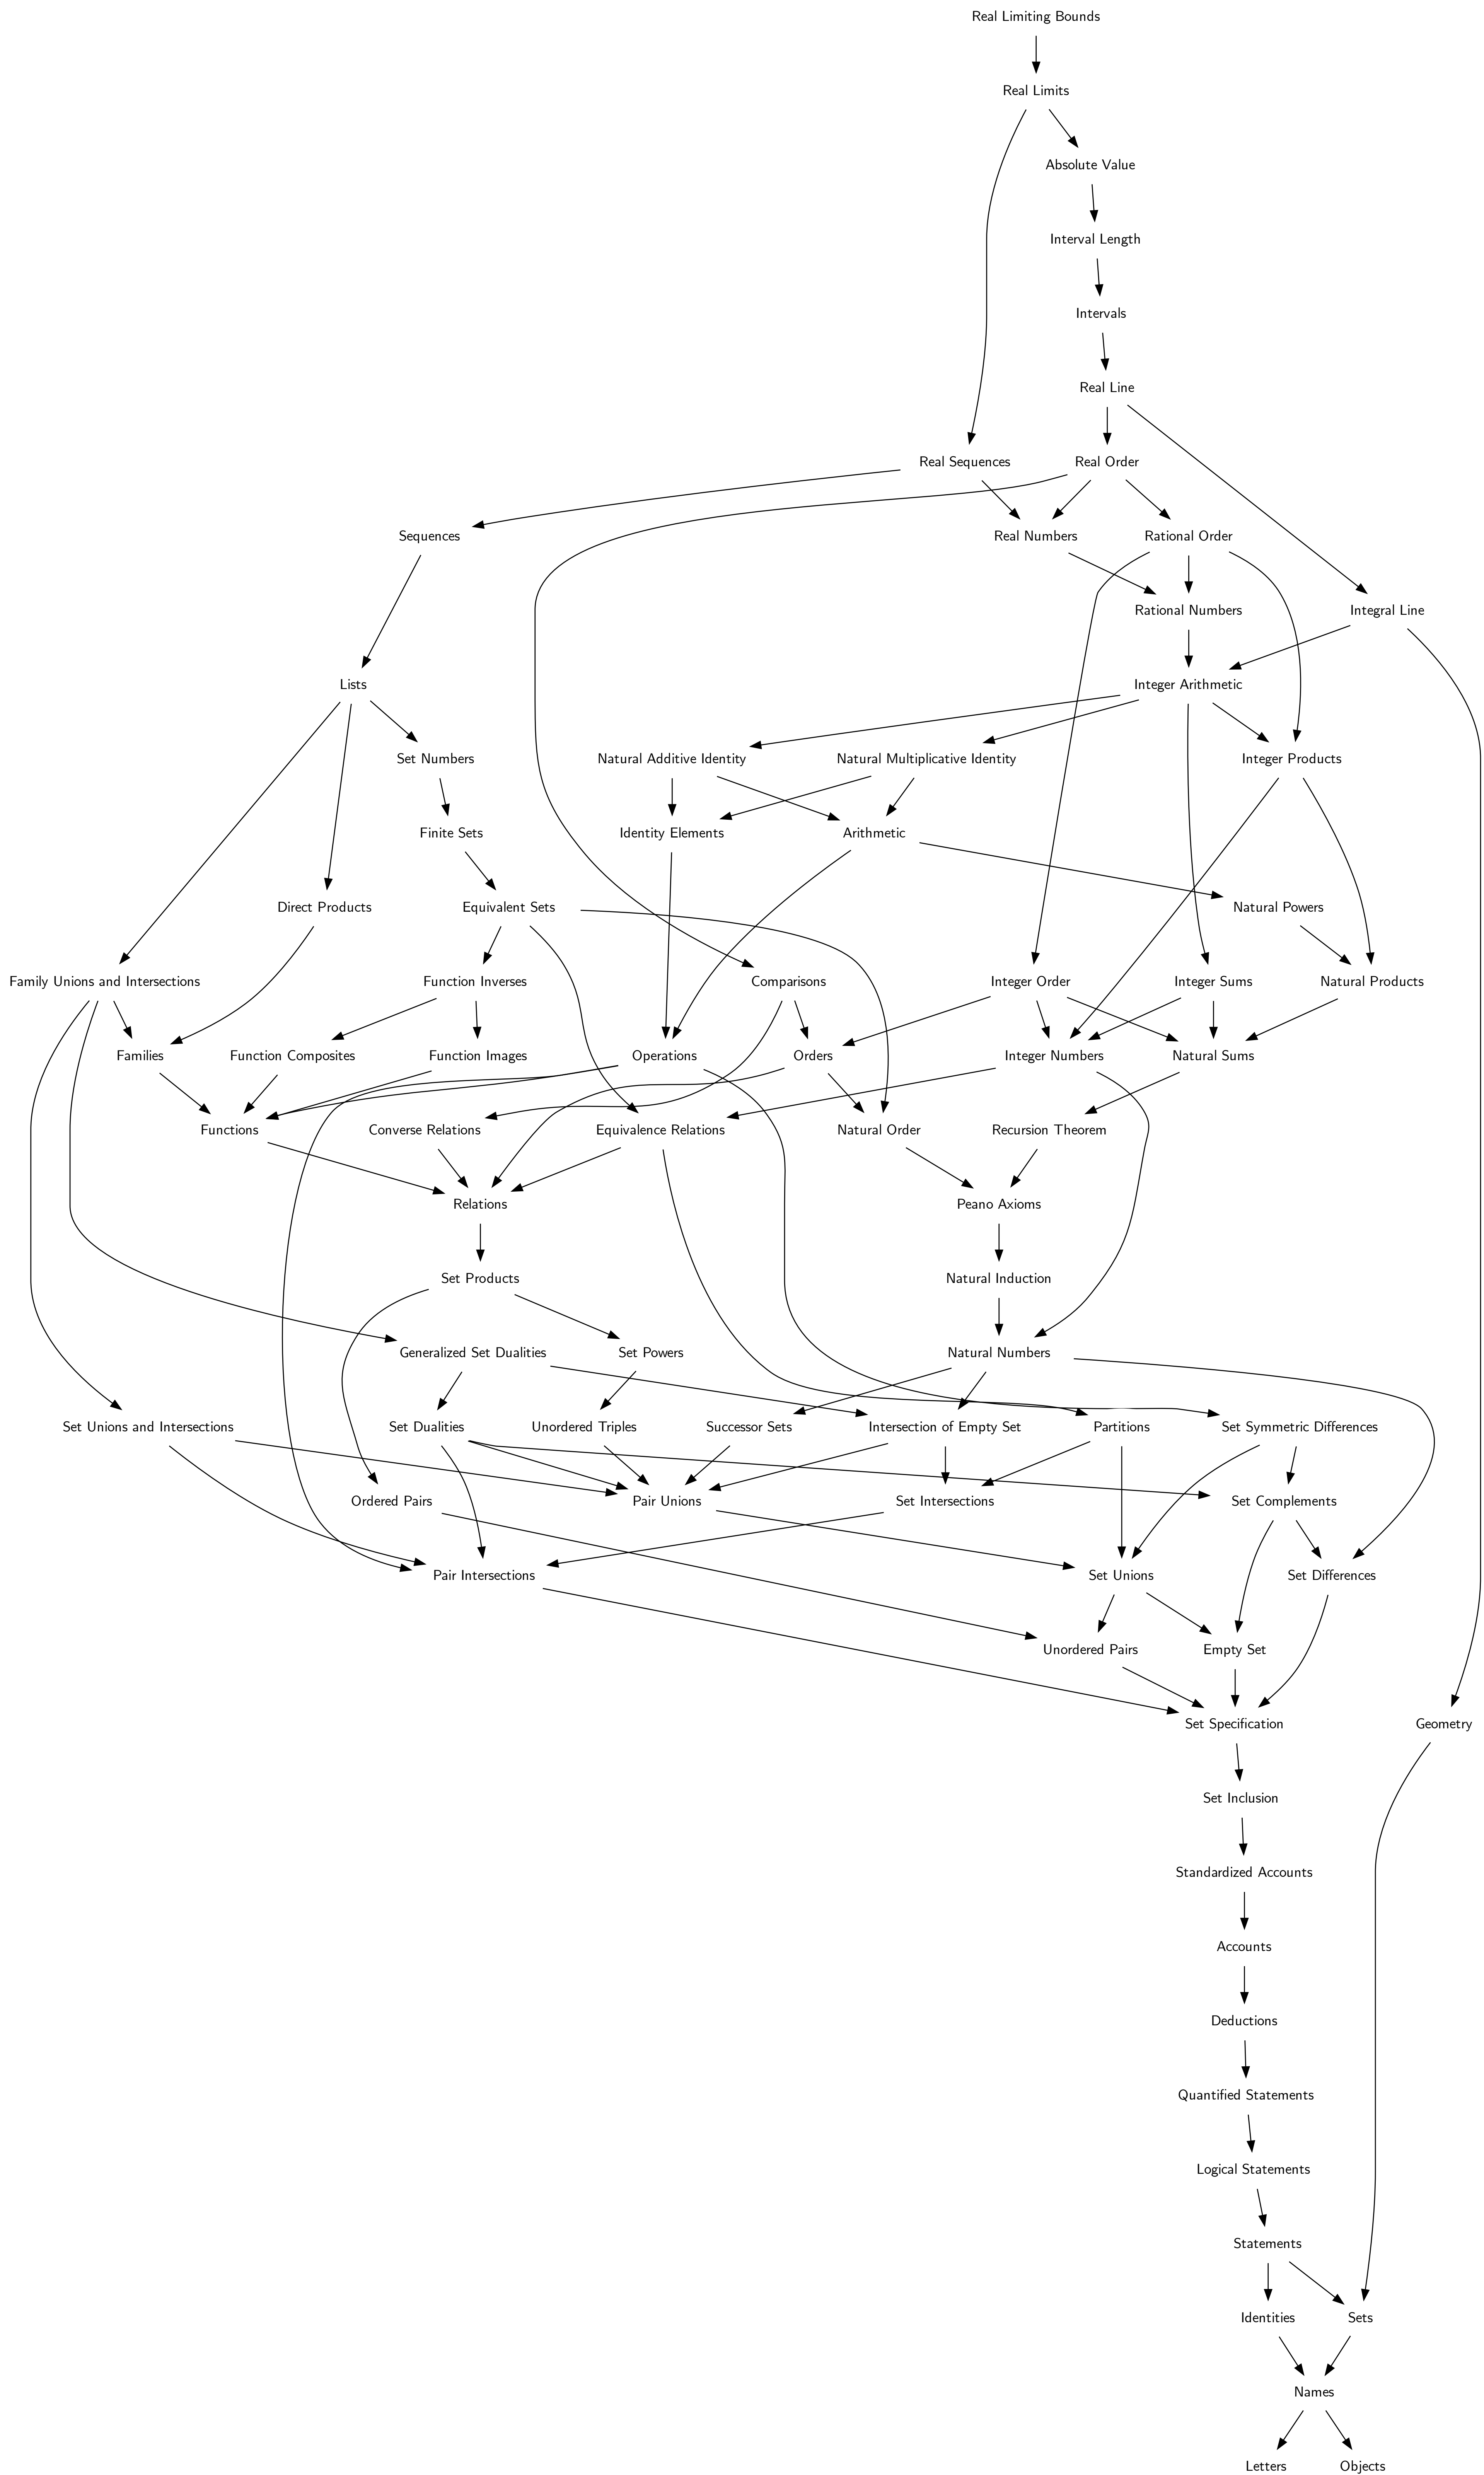 Real Limiting Bounds
Real Limits
Absolute Value
Interval Length
Intervals
Real Line
Real Sequences
Real Order
Sequences
Real Numbers
Rational Order
Rational Numbers
Integral Line
Lists
Integer Arithmetic
Set Numbers
Natural Additive Identity
Natural Multiplicative Identity
Integer Products
Finite Sets
Identity Elements
Arithmetic
Direct Products
Equivalent Sets
Natural Powers
Family Unions and Intersections
Function Inverses
Comparisons
Integer Order
Integer Sums
Natural Products
Families
Function Composites
Function Images
Operations
Orders
Integer Numbers
Natural Sums
Functions
Converse Relations
Equivalence Relations
Natural Order
Recursion Theorem
Relations
Peano Axioms
Set Products
Natural Induction
Generalized Set Dualities
Set Powers
Natural Numbers
Set Unions and Intersections
Set Dualities
Unordered Triples
Successor Sets
Intersection of Empty Set
Partitions
Set Symmetric Differences
Ordered Pairs
Pair Unions
Set Intersections
Set Complements
Pair Intersections
Set Unions
Set Differences
Unordered Pairs
Empty Set
Set Specification
Geometry
Set Inclusion
Standardized Accounts
Accounts
Deductions
Quantified Statements
Logical Statements
Statements
Identities
Sets
Names
Letters
Objects